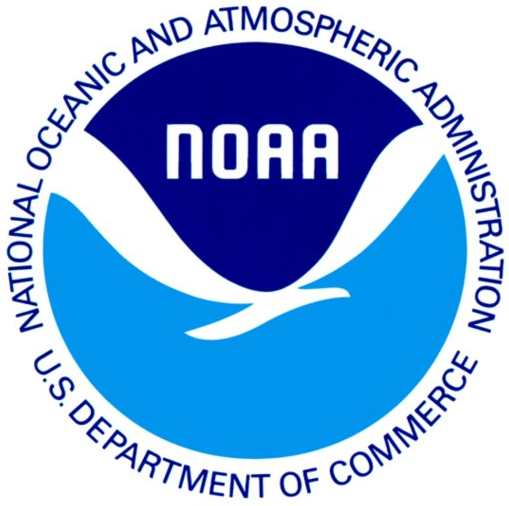 NATIONAL OCEANIC AND ATMOSPHERIC ADMINISTRATION
NOAA
U.S. DEPARTMENT OF COMMERCE